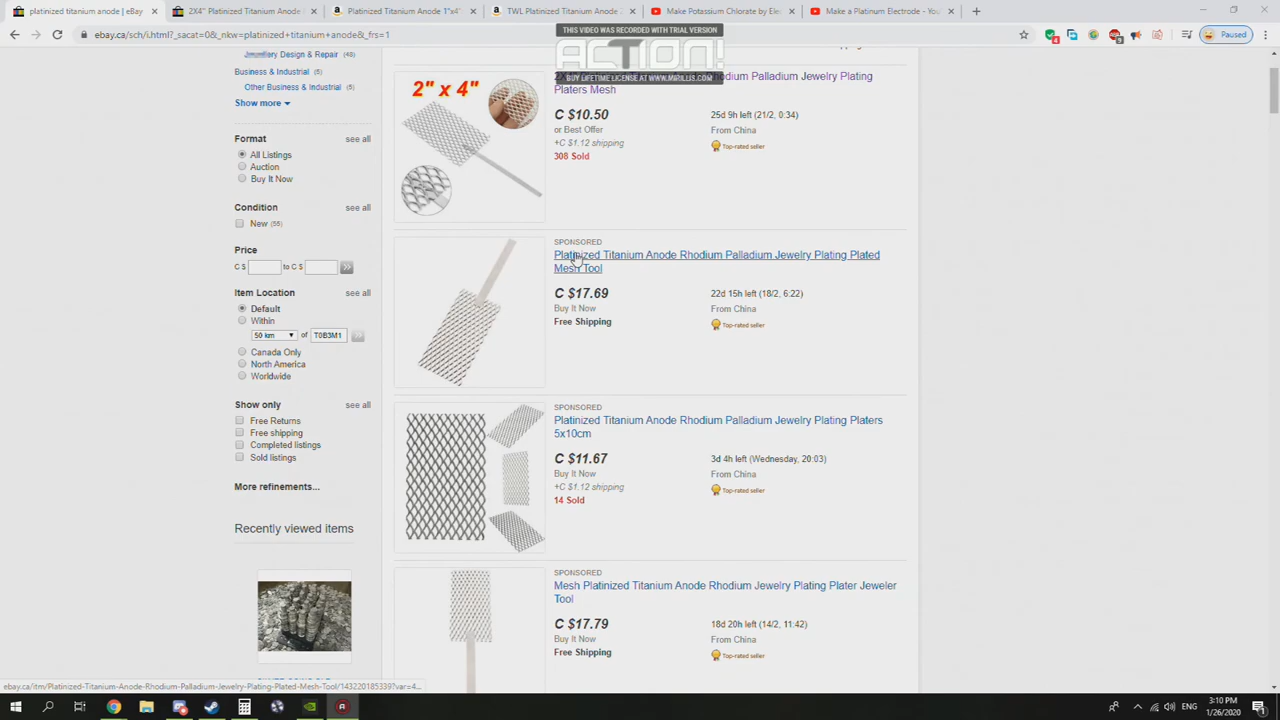 platinized titanium anode | eBay
2X4" Platinized Titanium Anode
Platinized Titanium Anode 1"x4"
TWL Platinized Titanium Anode 2
Make Potassium Chlorate by Ele
Make a Platinum Electrode - Yo
ebay.ca/sch/i.html?_sacat=0&_nkw=platinized+titanium+anode&_frs=1
Paused
THIS VIDEO WAS RECORDED WITH TRIAL VERSION
ACTION!
BUY LIFETIME LICENSE AT WWW.MIRILLIS.COM
Jewellery Design & Repair (48)
Business & Industrial (5)
Other Business & Industrial (5)
Show more
Format
see all
All Listings
Auction
Buy It Now
Condition
see all
New (55)
Price
C $
to C $
Item Location
see all
Default
Within
50 km
of
T0B3M1
Canada Only
North America
Worldwide
Show only
see all
Free Returns
Free shipping
Completed listings
Sold listings
More refinements...
Recently viewed items
2" x 4"
Rhodium Palladium Jewelry Plating
Platers Mesh
C $10.50
or Best Offer
+C $1.12 shipping
308 Sold
25d 9h left (21/2, 0:34)
From China
Top-rated seller
SPONSORED
Platinized Titanium Anode Rhodium Palladium Jewelry Plating Plated
Mesh Tool
C $17.69
Buy It Now
Free Shipping
22d 15h left (18/2, 6:22)
From China
Top-rated seller
SPONSORED
Platinized Titanium Anode Rhodium Palladium Jewelry Plating Platers
5x10cm
C $11.67
Buy It Now
+C $1.12 shipping
14 Sold
3d 4h left (Wednesday, 20:03)
From China
Top-rated seller
SPONSORED
Mesh Platinized Titanium Anode Rhodium Jewelry Plating Plater Jeweler
Tool
C $17.79
Buy It Now
Free Shipping
18d 20h left (14/2, 11:42)
From China
Top-rated seller
ebay.ca/itm/Platinized-Titanium-Anode-Rhodium-Palladium-Jewelry-Plating-Plated-Mesh-Tool/143220185339?var=4...
ENG
3:10 PM
1/26/2020